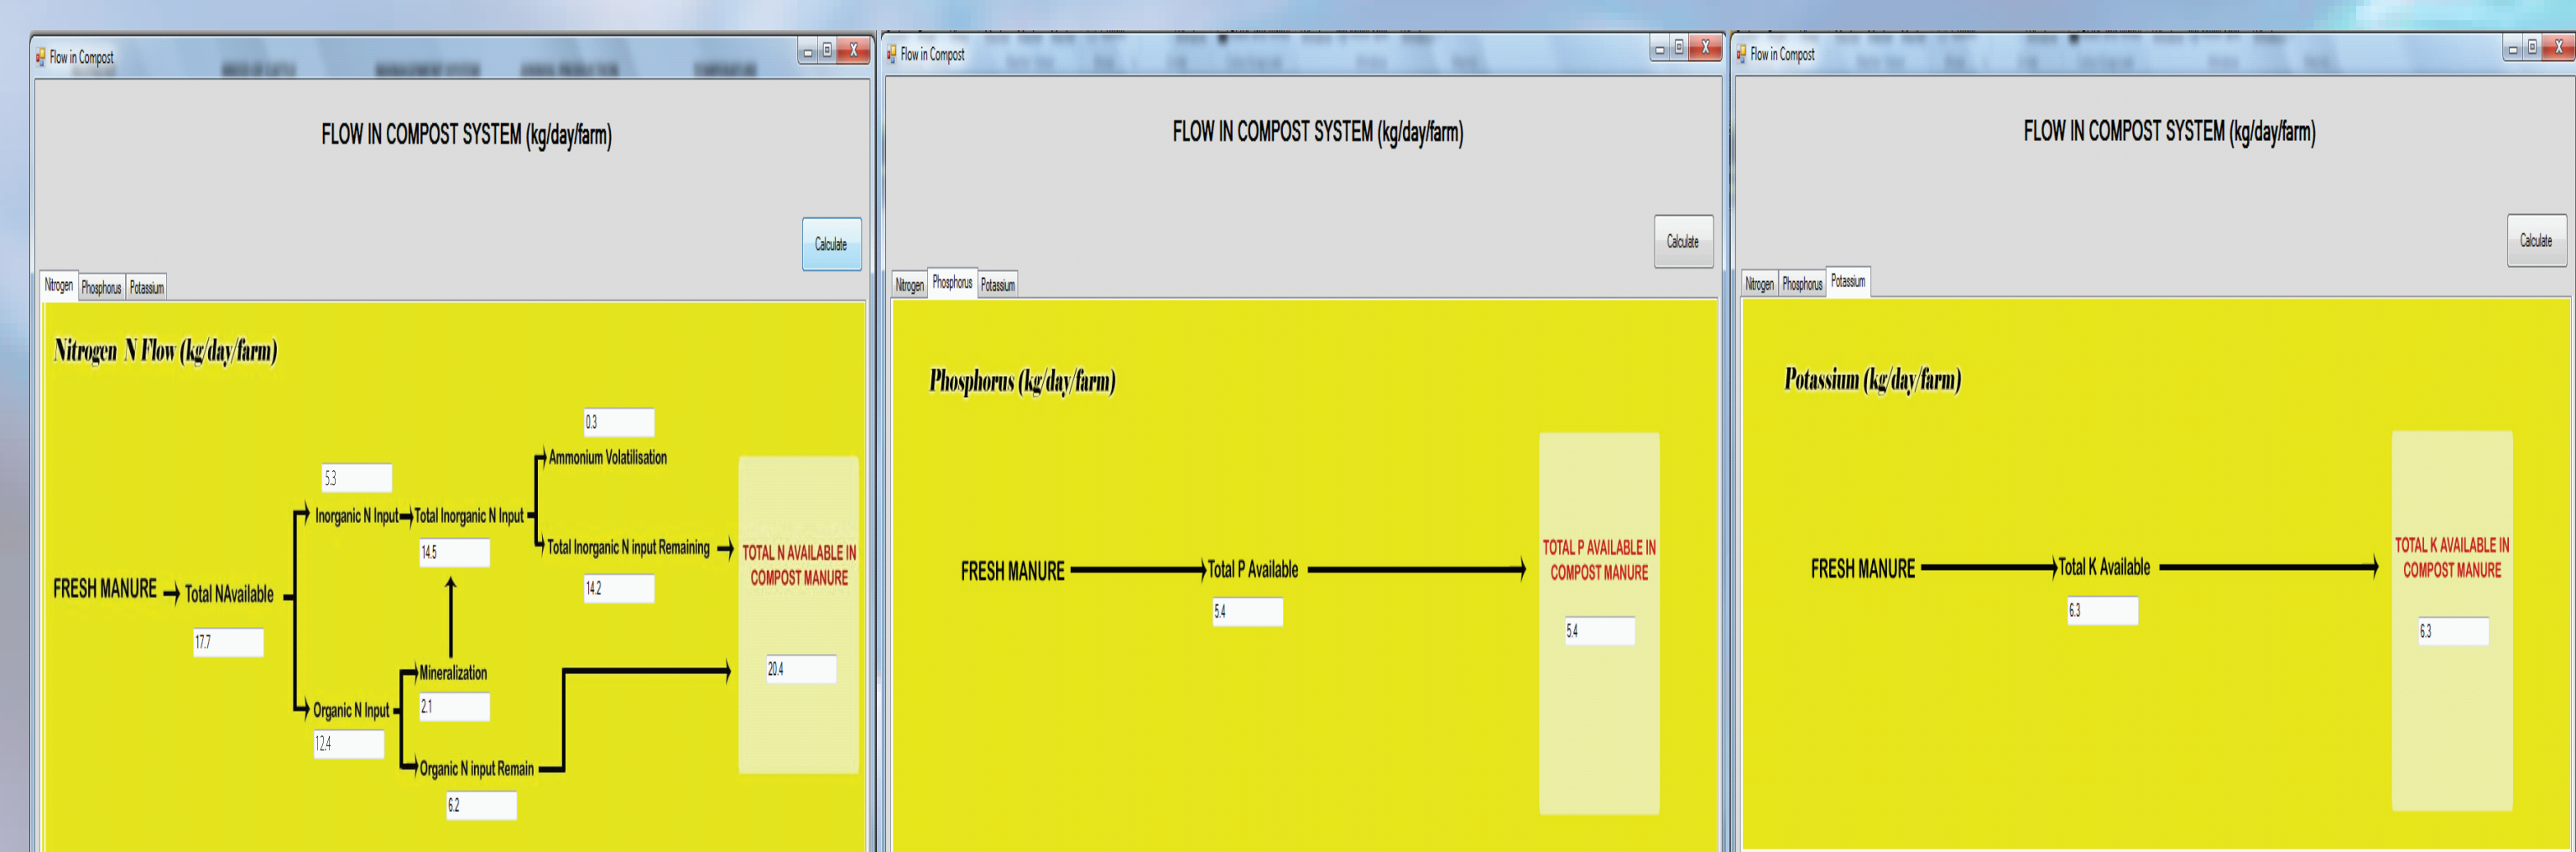 Flow in Compost
FLOW IN COMPOST SYSTEM (kg/day/farm)
Calculate
Nitrogen Phosphorus Potassium
Nitrogen N Flow (kg/day/farm)
0.3
Ammonium Volatilisation
5.3
Inorganic N Input Total Inorganic N Input
14.5
Total Inorganic N input Remaining
14.2
TOTAL N AVAILABLE IN
COMPOST MANURE
20.4
FRESH MANURE Total NAvailable
17.7
Mineralization
2.1
Organic N Input
12.4
Organic N input Remain
6.2
Flow in Compost
FLOW IN COMPOST SYSTEM (kg/day/farm)
Calculate
Nitrogen Phosphorus Potassium
Phosphorus (kg/day/farm)
FRESH MANURE Total P Available
5.4
TOTAL P AVAILABLE IN
COMPOST MANURE
5.4
Flow in Compost
FLOW IN COMPOST SYSTEM (kg/day/farm)
Calculate
Nitrogen Phosphorus Potassium
Potassium (kg/day/farm)
FRESH MANURE Total K Available
6.3
TOTAL K AVAILABLE IN
COMPOST MANURE
6.3